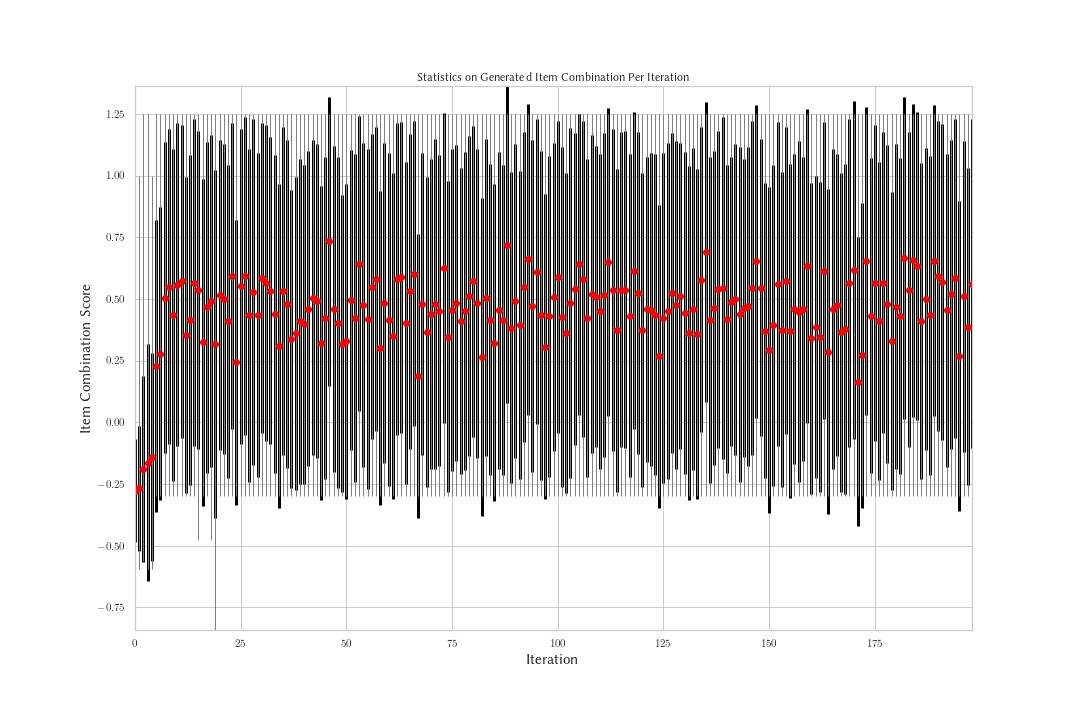 Statistics on Generated Item Combination Per Iteration
Item Combination Score
1.25
1.00
0.75
0.50
0.25
0.00
−0.25
−0.50
−0.75
0 25 50 75 100 125 150 175
Iteration